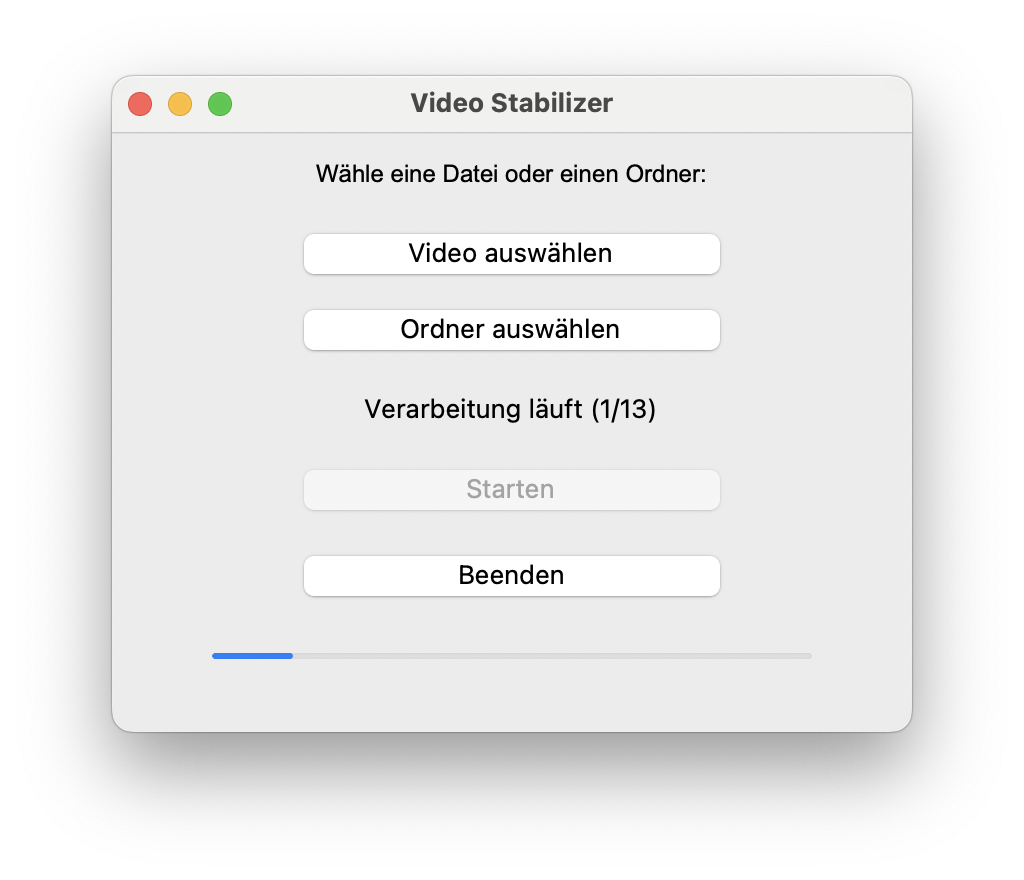 Video Stabilizer
Wähle eine Datei oder einen Ordner:
Video auswählen
Ordner auswählen
Verarbeitung läuft (1/13)
Starten
Beenden